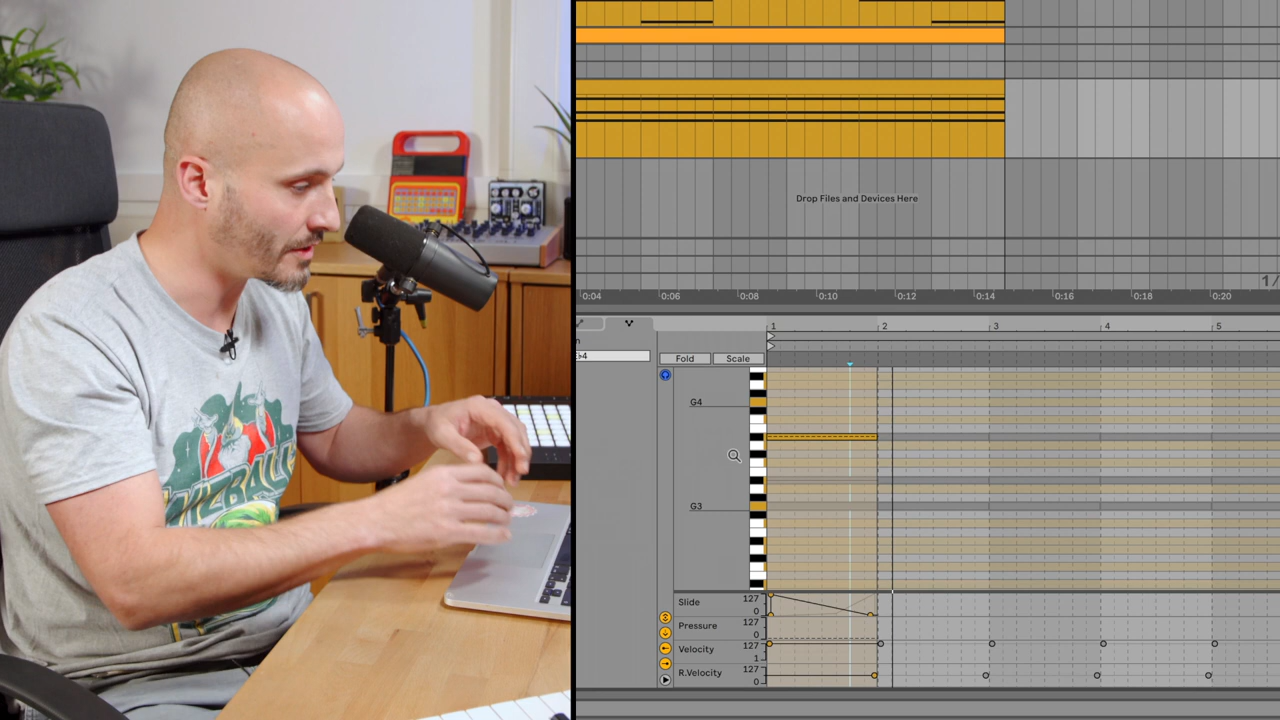 Drop Files and Devices Here
1/
0:04 0:06 0:08 0:10 0:12 0:14 0:16 0:18 0:20
1 2 3 4 5
Fold Scale
G4
G3
Slide 127 0
Pressure 127 0
Velocity 127 1
R.Velocity 127 0